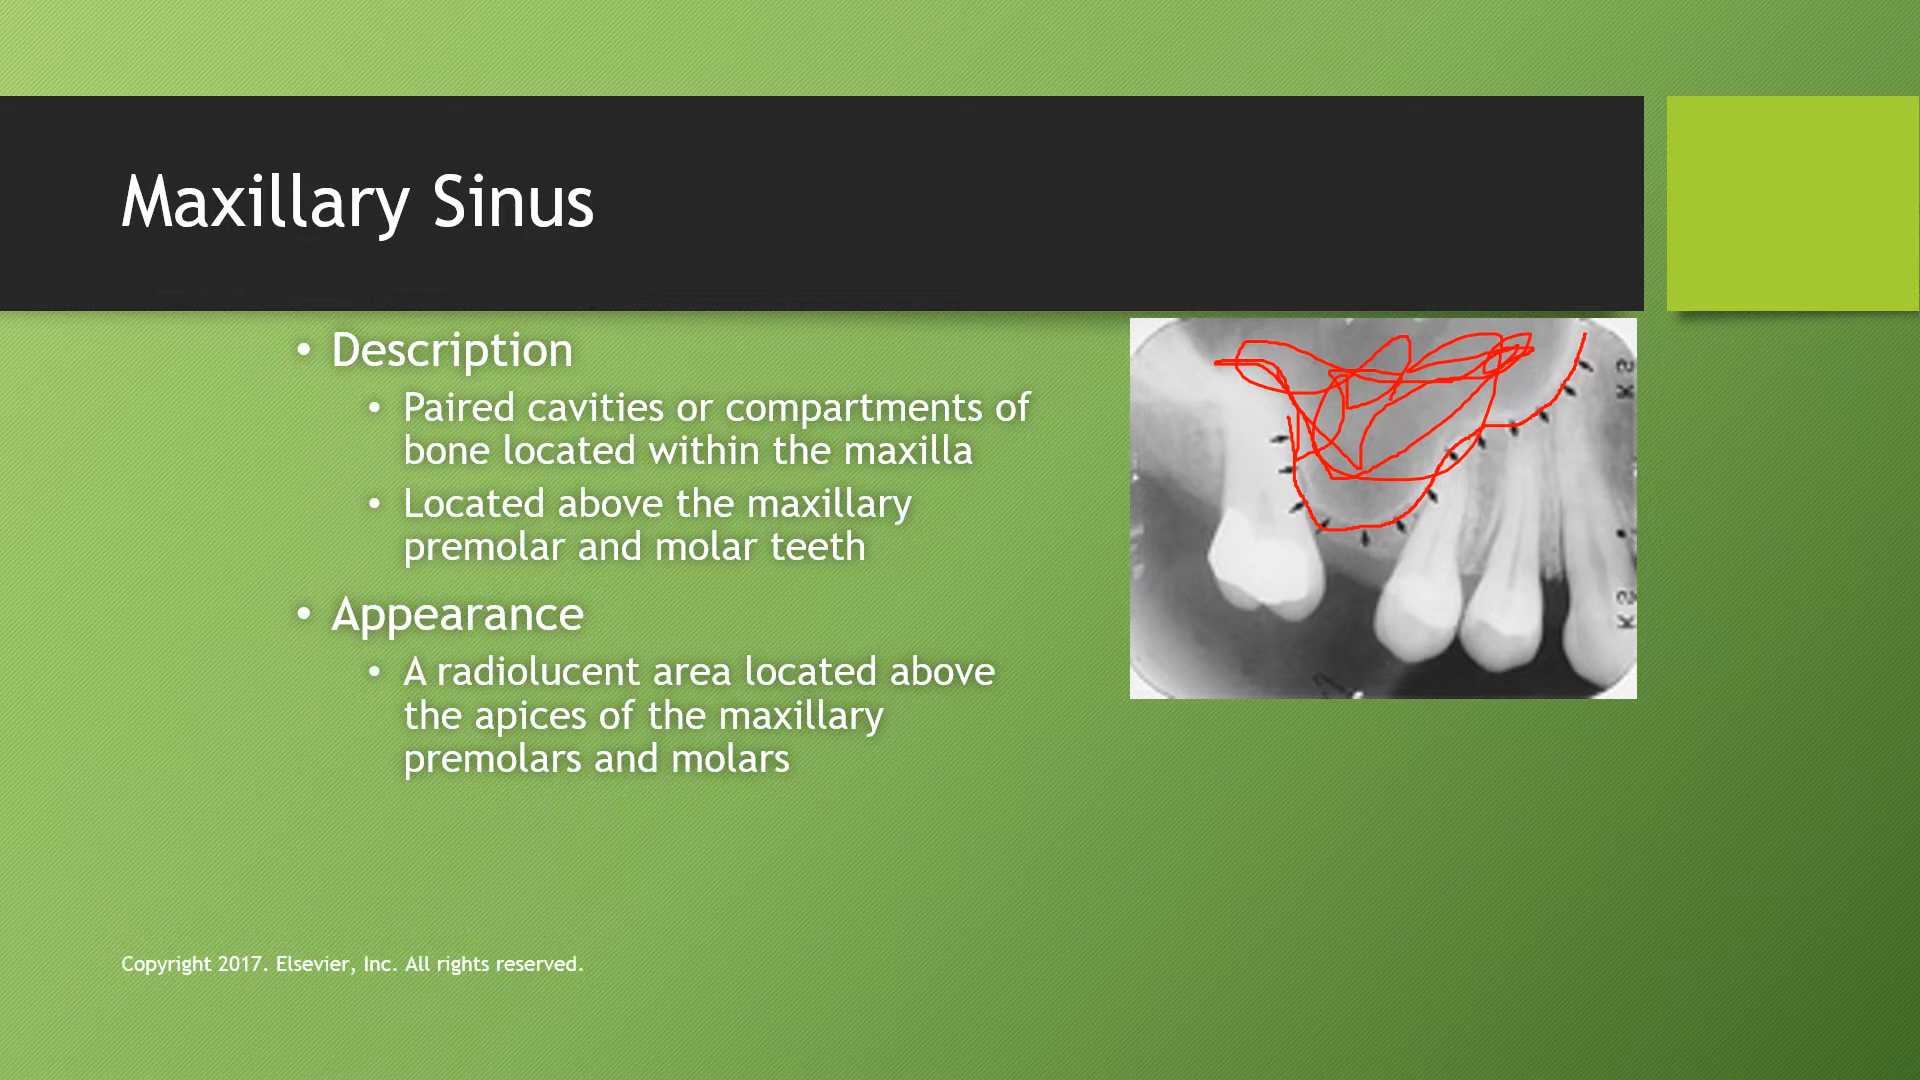 Maxillary Sinus
• Description
• Paired cavities or compartments of
bone located within the maxilla
• Located above the maxillary
premolar and molar teeth
• Appearance
• A radiolucent area located above
the apices of the maxillary
premolars and molars
Copyright 2017. Elsevier, Inc. All rights reserved.